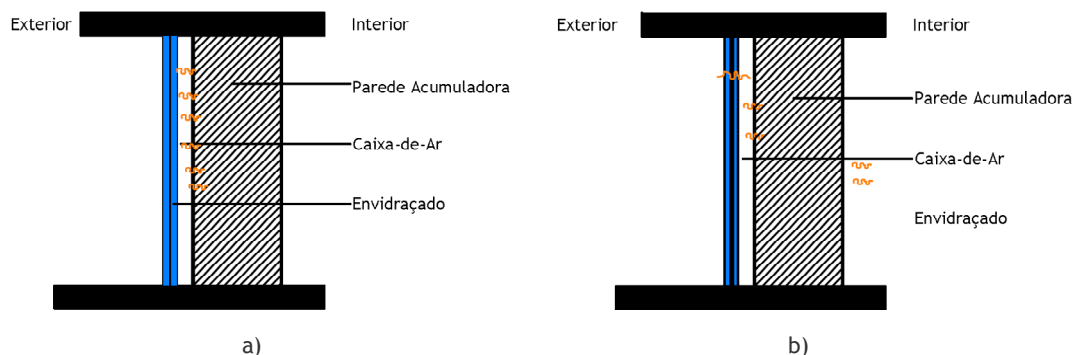 Exterior
Interior
Parede Acumuladora
Caixa-de-Ar
Envidraçado
a)
Exterior
Interior
Parede Acumuladora
Caixa-de-Ar
Envidraçado
b)